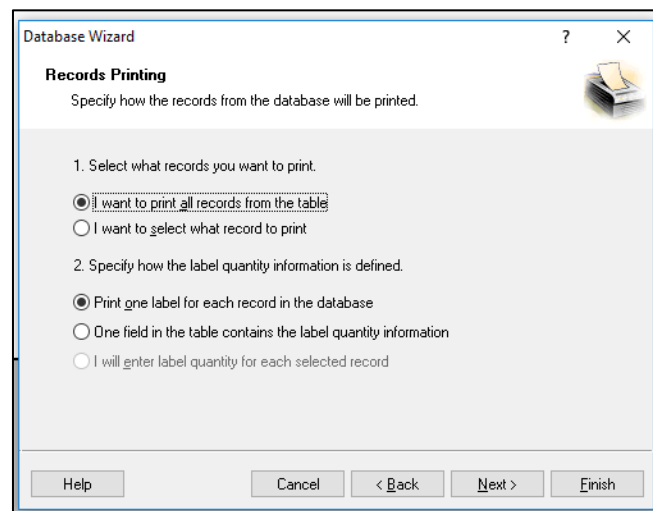 Database Wizard
Records Printing
Specify how the records from the database will be printed.
1. Select what records you want to print.
I want to print all records from the table
I want to select what record to print
2. Specify how the label quantity information is defined.
Print one label for each record in the database
One field in the table contains the label quantity information
I will enter label quantity for each selected record
Help Cancel < Back Next > Finish